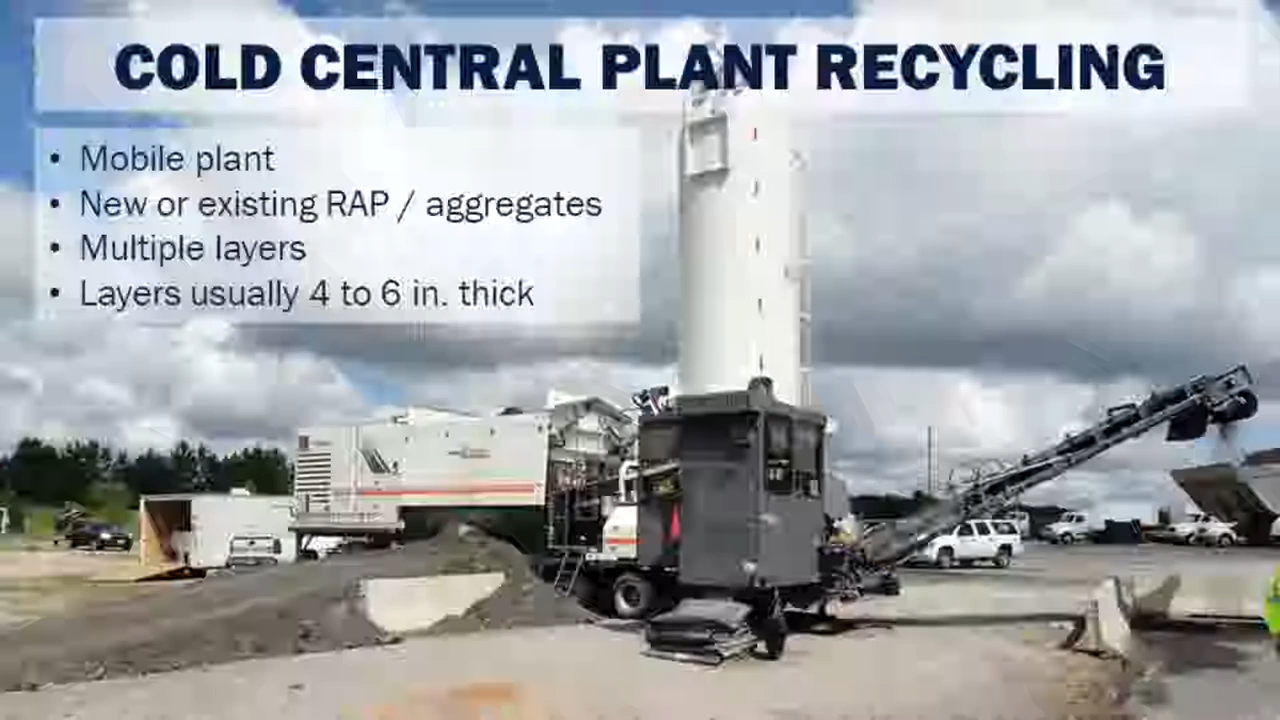 COLD CENTRAL PLANT RECYCLING
• Mobile plant
• New or existing RAP / aggregates
• Multiple layers
• Layers usually 4 to 6 in. thick